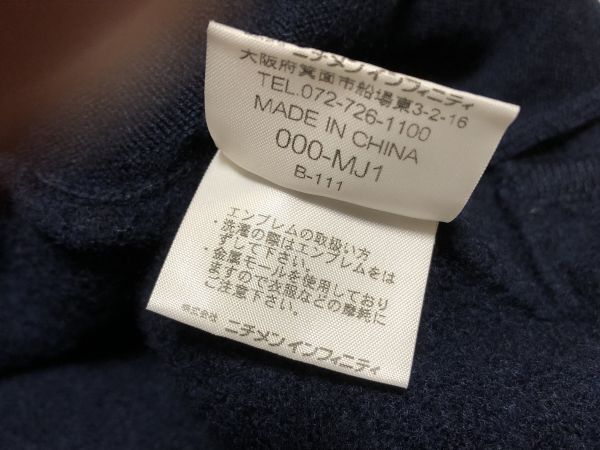 ニチメンインフィニティ
大阪府箕面市船場東3-2-16
TEL.072-726-1100
MADE IN CHINA
000-MJ1
B-111
エンブレムの取扱い方
・洗濯の際はエンブレムをは
ずして下さい。
・金属モールを使用しており
ますので衣服などの摩耗に
ご注意下さい。
株式会社 ニチメンインフィニティ